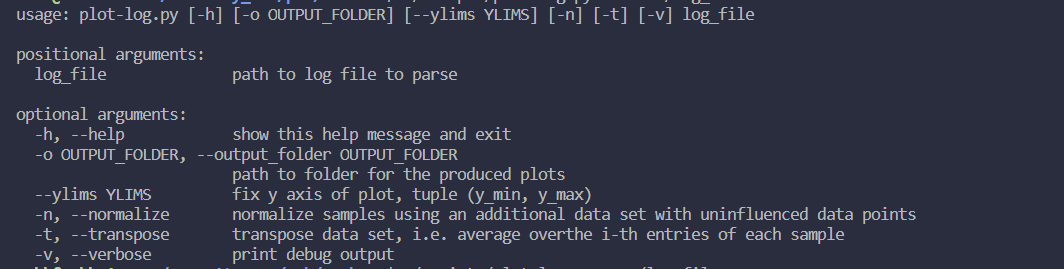 usage: plot-log.py [-h] [-o OUTPUT_FOLDER] [--ylims YLIMS] [-n] [-t] [-v] log_file
positional arguments:
log_file path to log file to parse
optional arguments:
-h, --help show this help message and exit
-o OUTPUT_FOLDER, --output_folder OUTPUT_FOLDER
path to folder for the produced plots
--ylims YLIMS fix y axis of plot, tuple (y_min, y_max)
-n, --normalize normalize samples using an additional data set with uninfluenced data points
-t, --transpose transpose data set, i.e. average overthe i-th entries of each sample
-v, --verbose print debug output